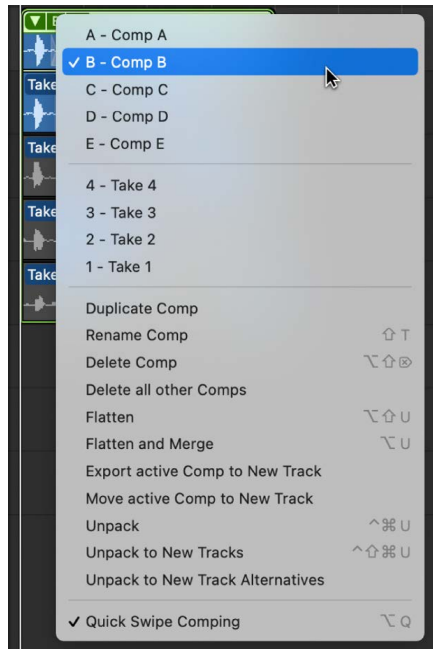 A - Comp A
✓ B - Comp B
Take
C - Comp C
D - Comp D
Take
E - Comp E
4 - Take 4
Take
3 - Take 3
2 - Take 2
Take
1 - Take 1
Duplicate Comp
Rename Comp ⇧ T
Delete Comp ⌥⇧⌦
Delete all other Comps
Flatten ⌥⇧ U
Flatten and Merge ⌥ U
Export active Comp to New Track
Move active Comp to New Track
Unpack ^⌘ U
Unpack to New Tracks ^⇧⌘ U
Unpack to New Track Alternatives
✓ Quick Swipe Comping ⌥ Q